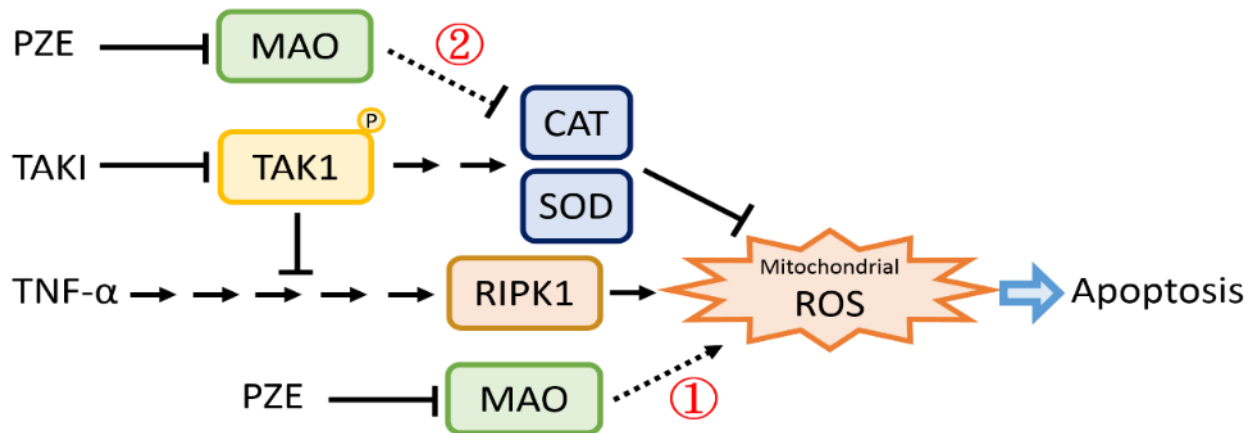 PZE
MAO
②
CAT
P
TAKI
TAK1
SOD
Mitochondrial
ROS
TNF-α
RIPK1
Apoptosis
PZE
MAO
①